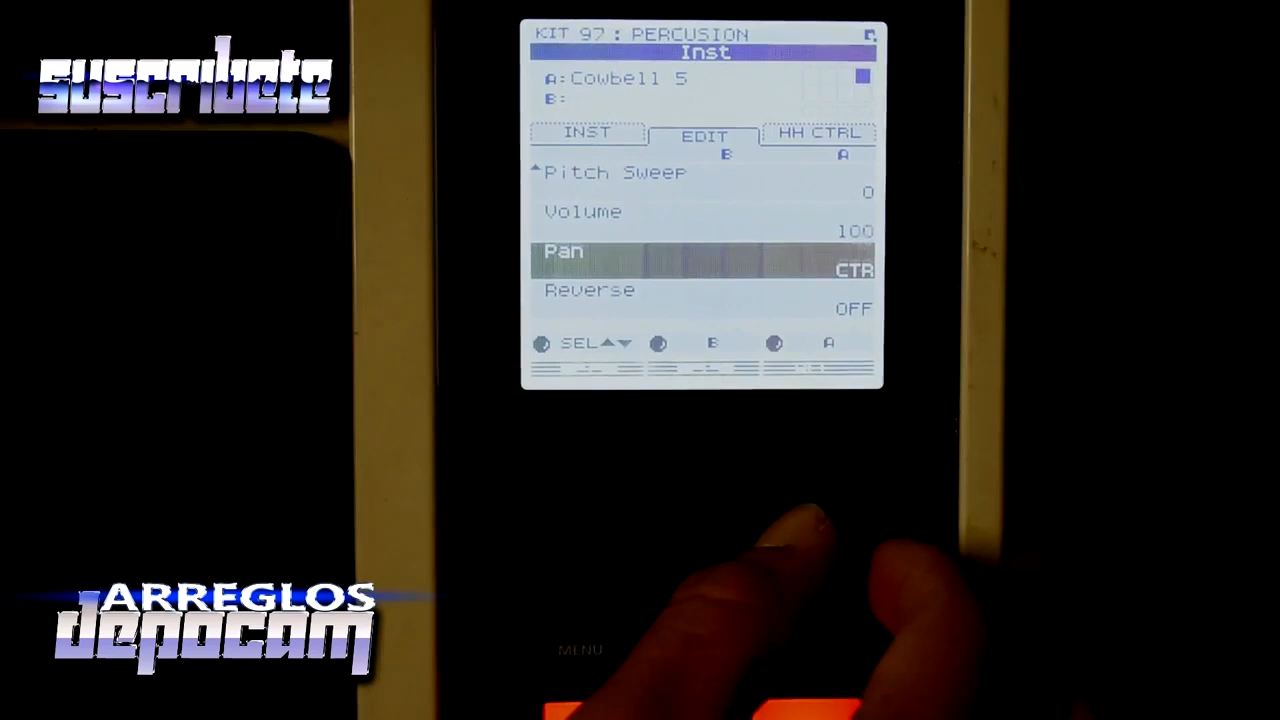 suscribete
KIT 97 : PERCUSION
Inst
A: Cowbell 5
B:
INST EDIT HH CTRL
B A
Pitch Sweep
0
Volume
100
Pan
CTR
Reverse
OFF
SEL B A
ARREGLOS
depocam
MENU